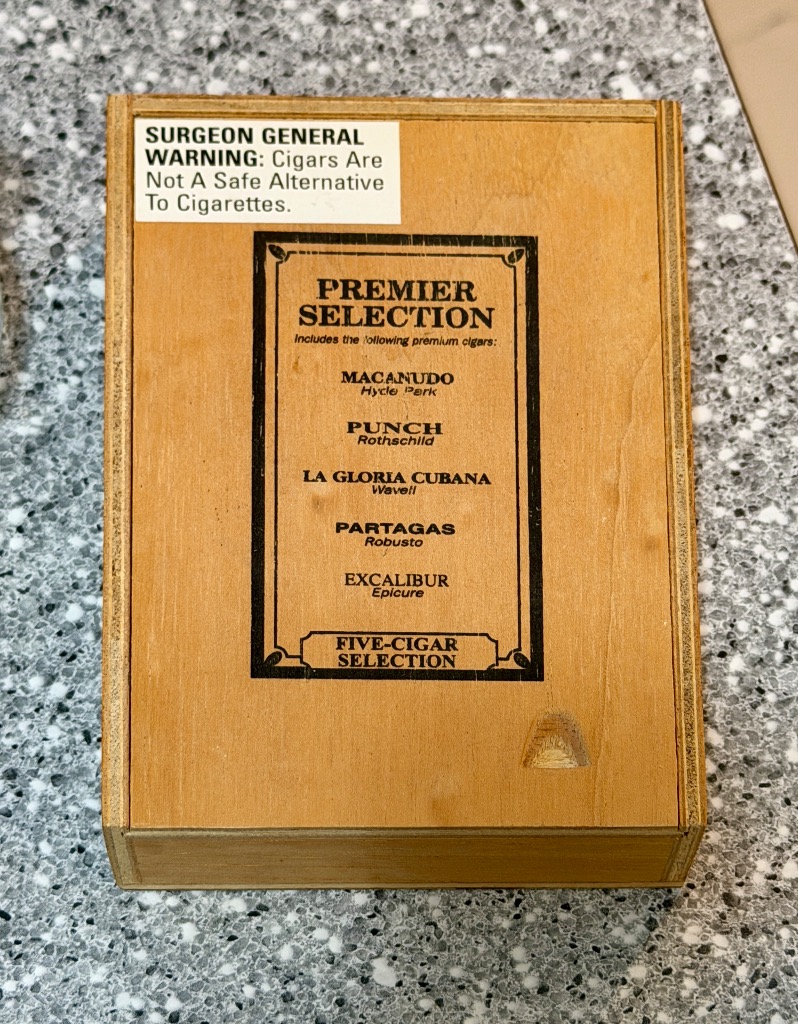 SURGEON GENERAL
WARNING: Cigars Are
Not A Safe Alternative
To Cigarettes.
PREMIER
SELECTION
Includes the following premium cigars:
MACANUDO
Hyde Park
PUNCH
Rothschild
LA GLORIA CUBANA
Wavell
PARTAGAS
Robusto
EXCALIBUR
Epicure
FIVE-CIGAR
SELECTION